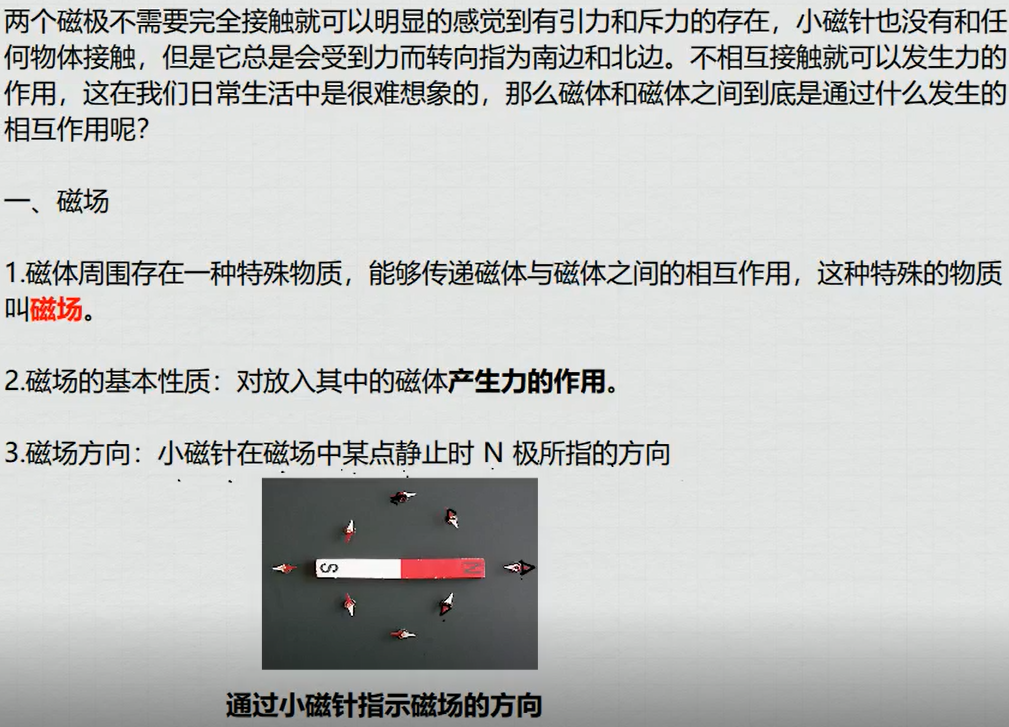 两个磁极不需要完全接触就可以明显的感觉到有引力和斥力的存在，小磁针也没有和任
何物体接触，但是它总是会受到力而转向指为南边和北边。不相互接触就可以发生力的
作用，这在我们日常生活中是很难想象的，那么磁体和磁体之间到底是通过什么发生的
相互作用呢？
一、磁场
1.磁体周围存在一种特殊物质，能够传递磁体与磁体之间的相互作用，这种特殊的物质
叫磁场。
2.磁场的基本性质：对放入其中的磁体产生力的作用。
3.磁场方向：小磁针在磁场中某点静止时 N 极所指的方向
S N
通过小磁针指示磁场的方向